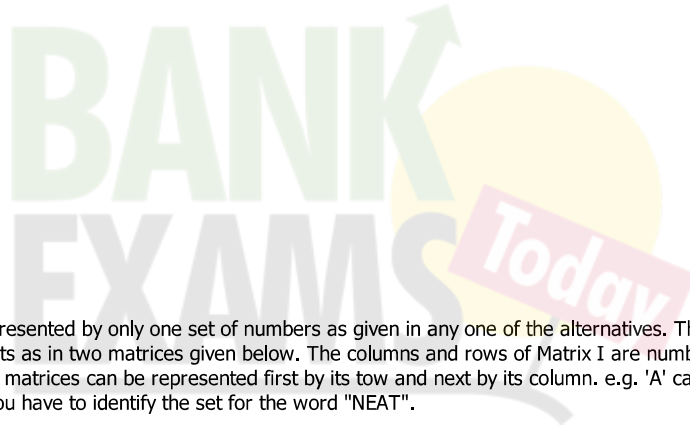 BANK
EXAMS
Today
resented by only one set of numbers as given in any one of the alternatives. Th
ts as in two matrices given below. The columns and rows of Matrix I are numb
matrices can be represented first by its tow and next by its column. e.g. 'A' ca
ou have to identify the set for the word "NEAT".